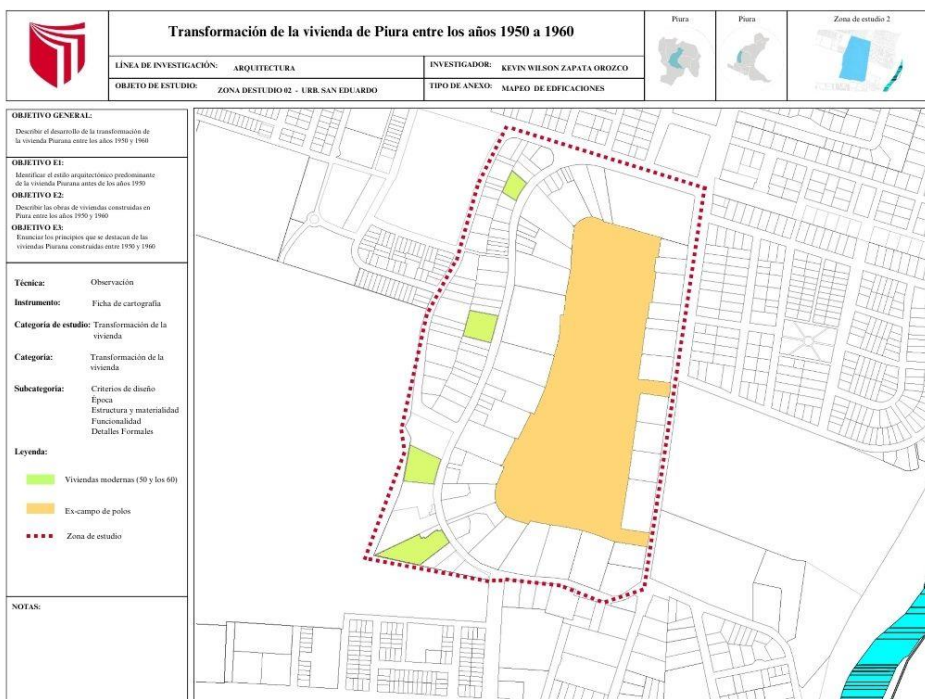 Transformación de la vivienda de Piura entre los años 1950 a 1960
LÍNEA DE INVESTIGACIÓN: ARQUITECTURA
INVESTIGADOR: KEVIN WILSON ZAPATA OROZCO
OBJETO DE ESTUDIO: ZONA DESTUDIO 02 - URB. SAN EDUARDO
TIPO DE ANEXO: MAPEO DE EDFICACIONES
Piura
Piura
Zona de estudio 2
OBJETIVO GENERAL:
Describir el desarrollo de la transformación de
la vivienda Piurana entre los años 1950 y 1960
OBJETIVO E1:
Identificar el estilo arquitectónico predominante
de la vivienda Piurana antes de los años 1950
OBJETIVO E2:
Describir las obras de viviendas construidas en
Piura entre los años 1950 y 1960
OBJETIVO E3:
Enunciar los principios que se destacan de las
viviendas Piurana construidas entre 1950 y 1960
Técnica: Observación
Instrumento: Ficha de cartografía
Categoría de estudio: Transformación de la
vivienda
Categoría: Transformación de la
vivienda
Subcategoría: Criterios de diseño
Época
Estructura y materialidad
Funcionalidad
Detalles Formales
Leyenda:
Viviendas modernas (50 y los 60)
Ex-campo de polos
Zona de estudio
NOTAS: